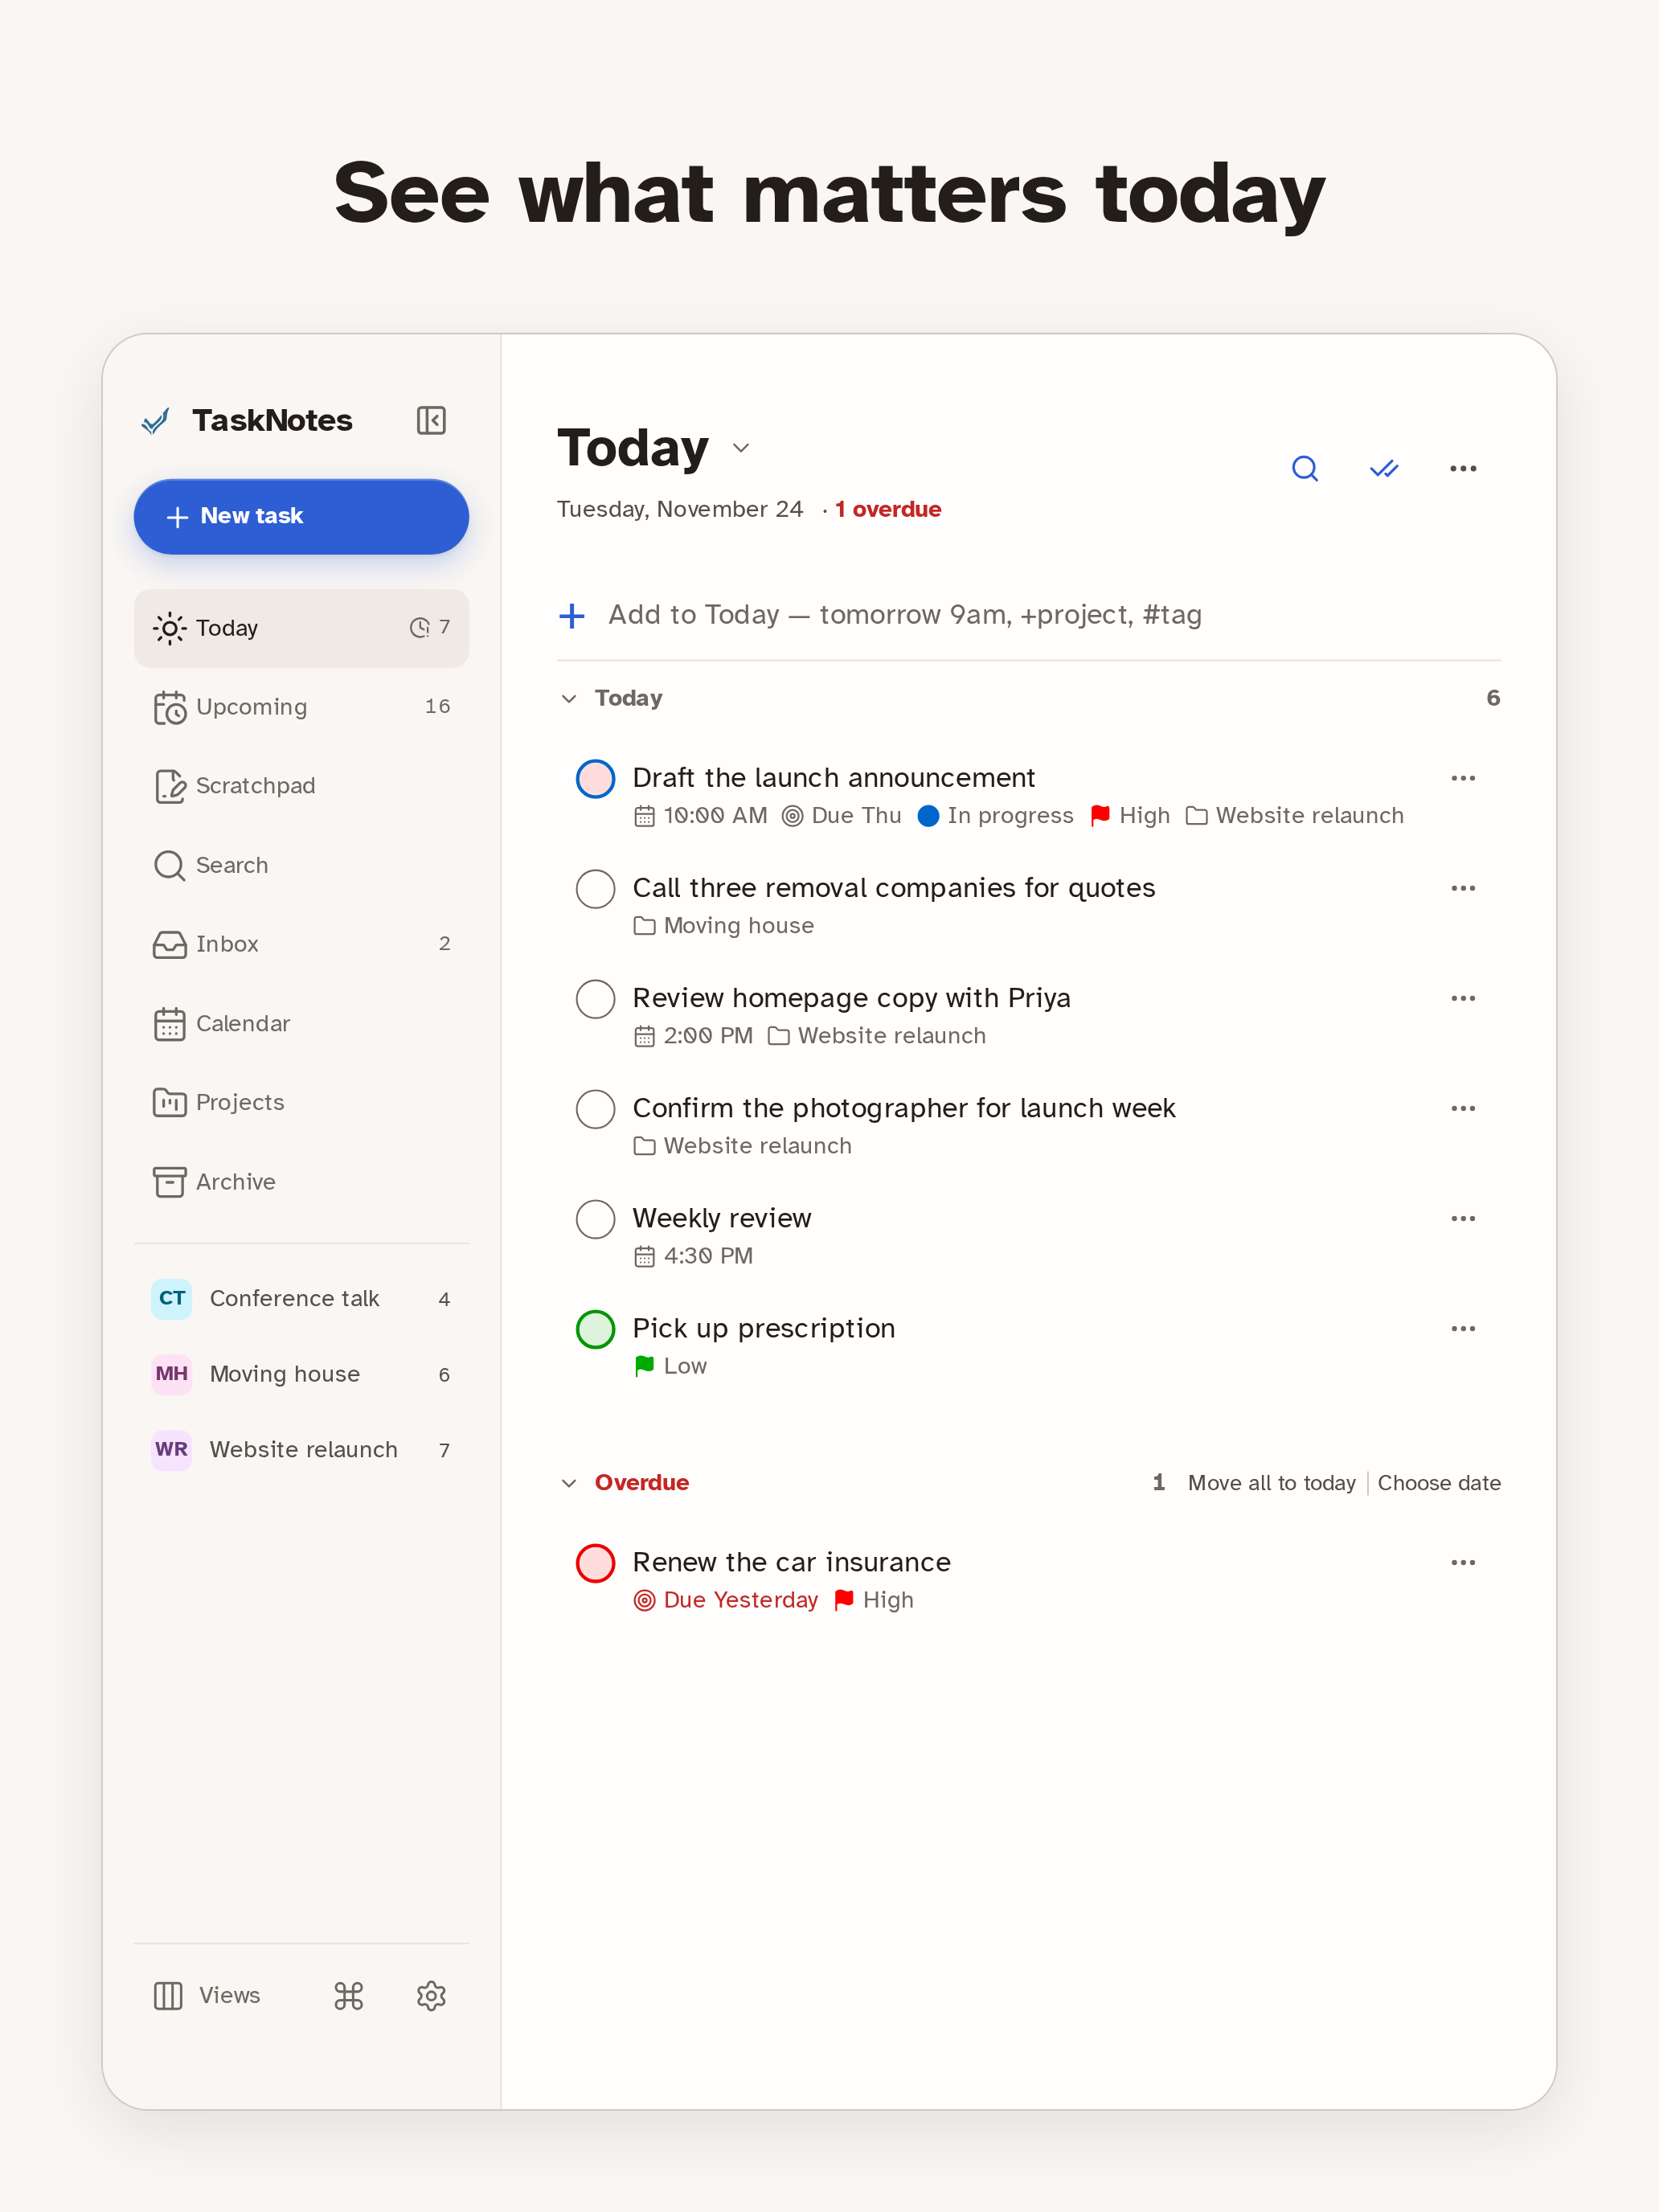 See what matters today
TaskNotes
New task
Today 7
Upcoming 16
Scratchpad
Search
Inbox 2
Calendar
Projects
Archive
CT Conference talk 4
MH Moving house 6
WR Website relaunch 7
Views
Today
Tuesday, November 24 · 1 overdue
Add to Today — tomorrow 9am, +project, #tag
Today 6
Draft the launch announcement
10:00 AM Due Thu In progress High Website relaunch
Call three removal companies for quotes
Moving house
Review homepage copy with Priya
2:00 PM Website relaunch
Confirm the photographer for launch week
Website relaunch
Weekly review
4:30 PM
Pick up prescription
Low
Overdue 1 Move all to today Choose date
Renew the car insurance
Due Yesterday High